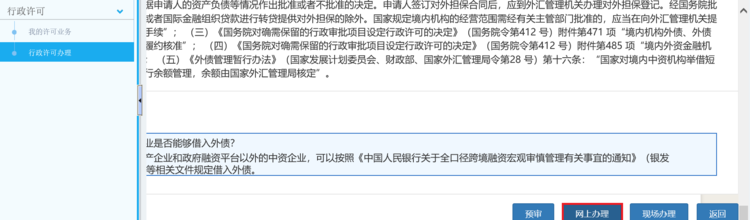 行政许可
我的行政许可
行政许可办理
据申请人的资产负债等情况作出批准或者不批准的决定。申请人签订对外担保合同后，应到外汇管理机关办理对外担保登记。经国务院批
或者国际金融组织贷款进行转贷提供对外担保的除外。国家规定境内机构的经营范围需经有关主管部门批准的，应当在向外汇管理机关提
手续”；（三）《国务院对确需保留的行政审批项目设定行政许可的决定》（国务院令第412 号）附件第471 项“境内机构外债、外债
履约核准”；（四）《国务院对确需保留的行政审批项目设定行政许可的决定》（国务院令第412 号）附件第485 项“境内外资金融机
：（五）《外债管理暂行办法》（国家发展计划委员会、财政部、国家外汇管理局令第28 号）第十六条：“国家对境内中资机构举借短
行余额管理，余额由国家外汇管理局核定”。
业是否能够借入外债？
产企业和政府融资平台以外的中资企业，可以按照《中国人民银行关于全口径跨境融资宏观审慎管理有关事宜的通知》（银发
等相关文件规定借入外债。
预审 网上办理 现场办理 返回